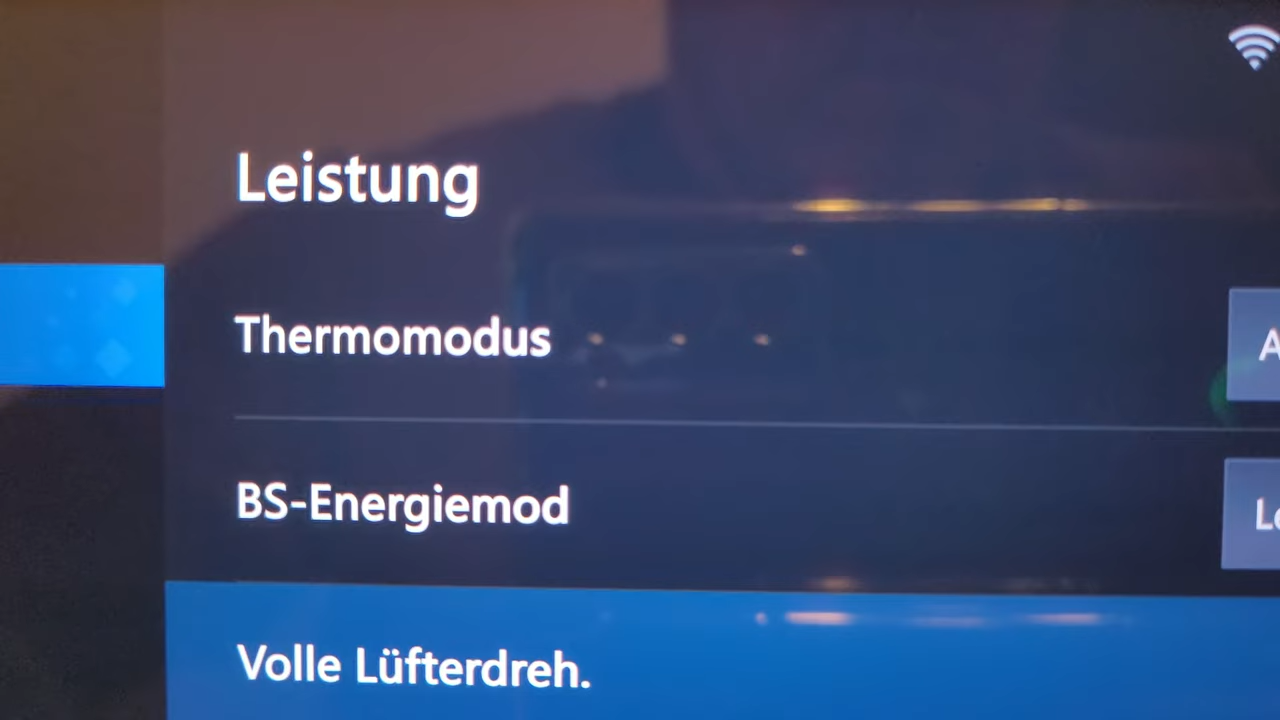 Leistung
Thermomodus
BS-Energiemod
Volle Lüfterdreh.